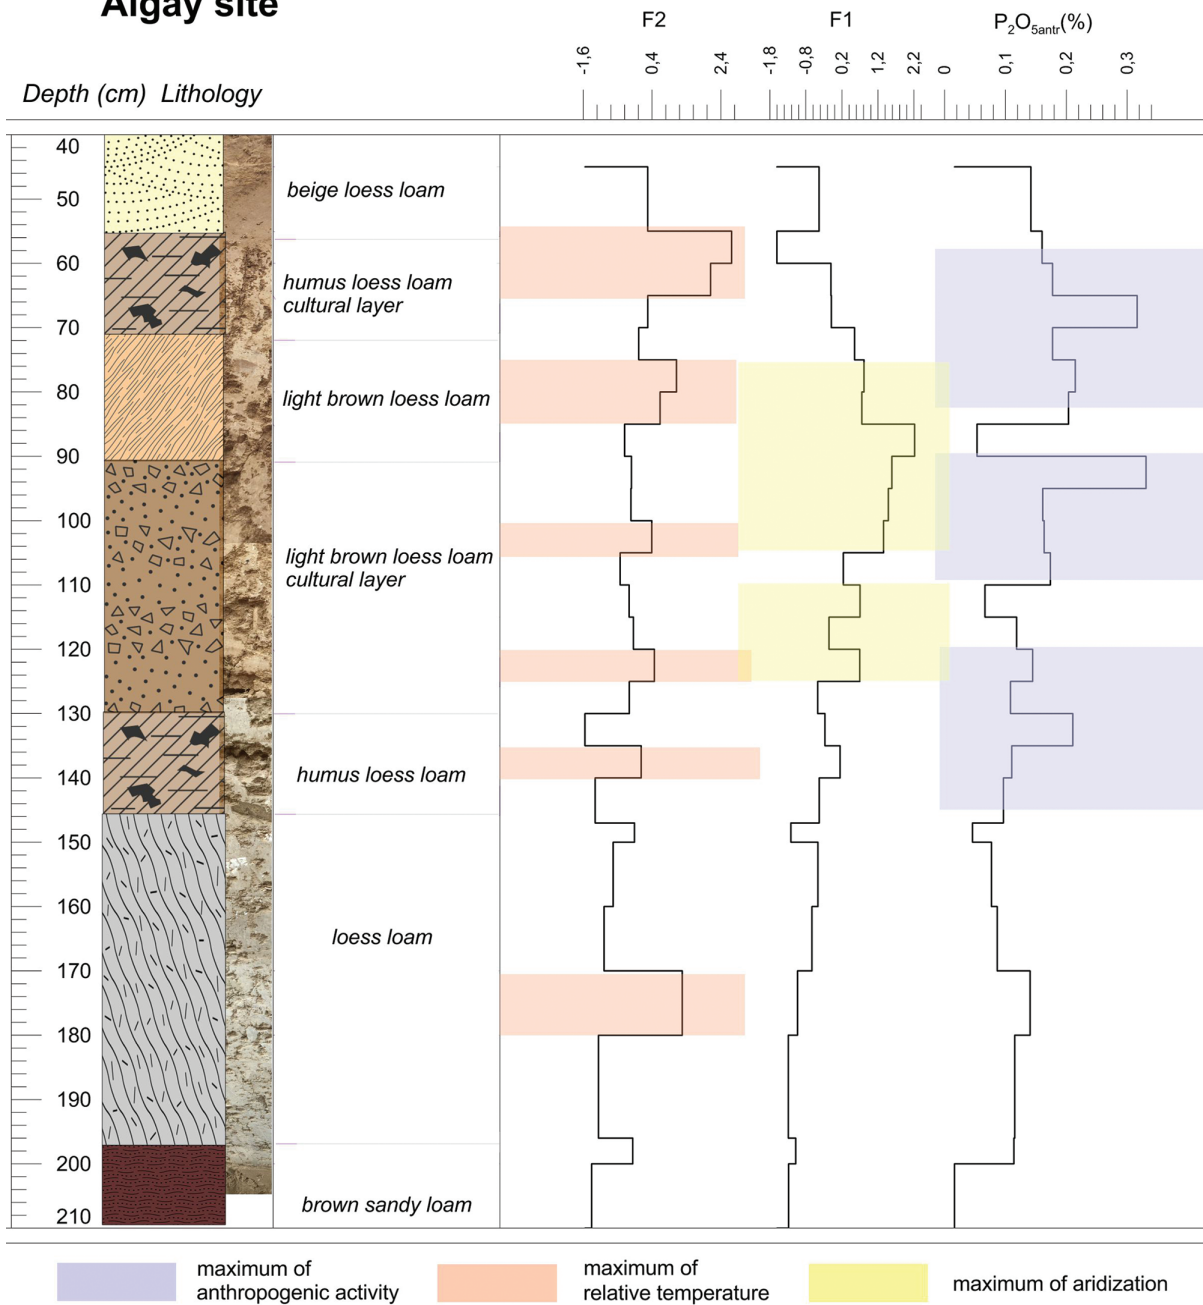 Algay site
F2 F1 P₂O₅antr(%)
-1,6 0,4 2,4 -1,8 -0,8 0,2 1,2 2,2 0 0,1 0,2 0,3
Depth (cm) Lithology
40
beige loess loam
50
60
humus loess loam
cultural layer
70
80
light brown loess loam
90
100
light brown loess loam
cultural layer
110
120
130
humus loess loam
140
150
160
loess loam
170
180
190
200
brown sandy loam
210
maximum of
anthropogenic activity
maximum of
relative temperature
maximum of aridization